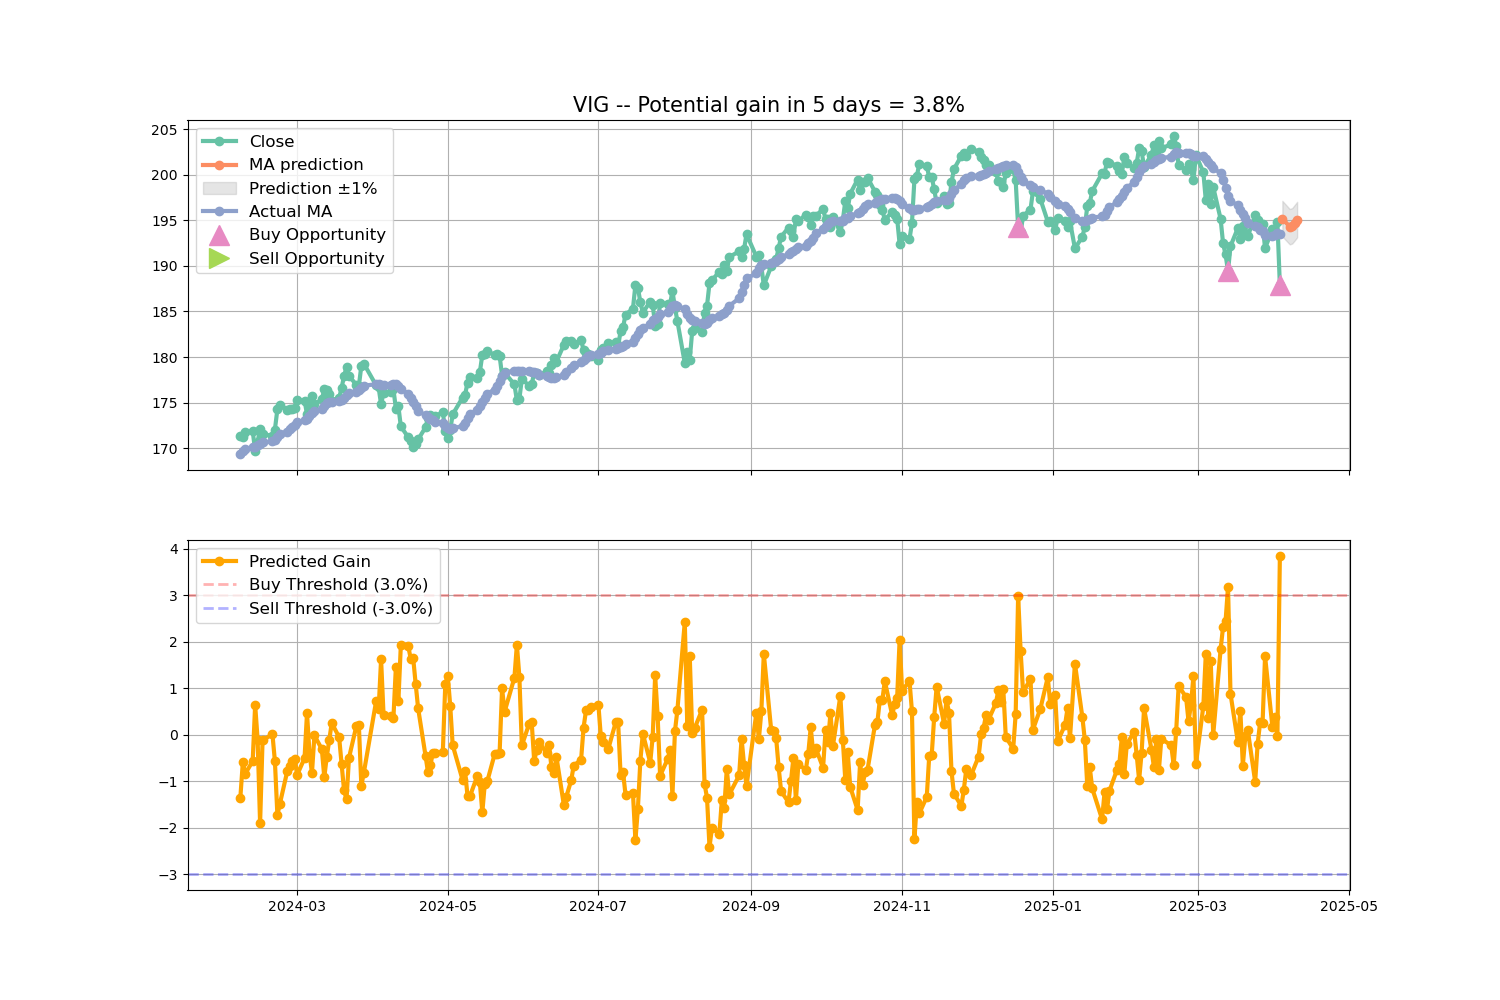 VIG -- Potential gain in 5 days = 3.8%
205
200
195
190
185
180
175
170
Close
MA prediction
Prediction ±1%
Actual MA
Buy Opportunity
Sell Opportunity
4
3
2
1
0
−1
−2
−3
Predicted Gain
Buy Threshold (3.0%)
Sell Threshold (-3.0%)
2024-03 2024-05 2024-07 2024-09 2024-11 2025-01 2025-03 2025-05